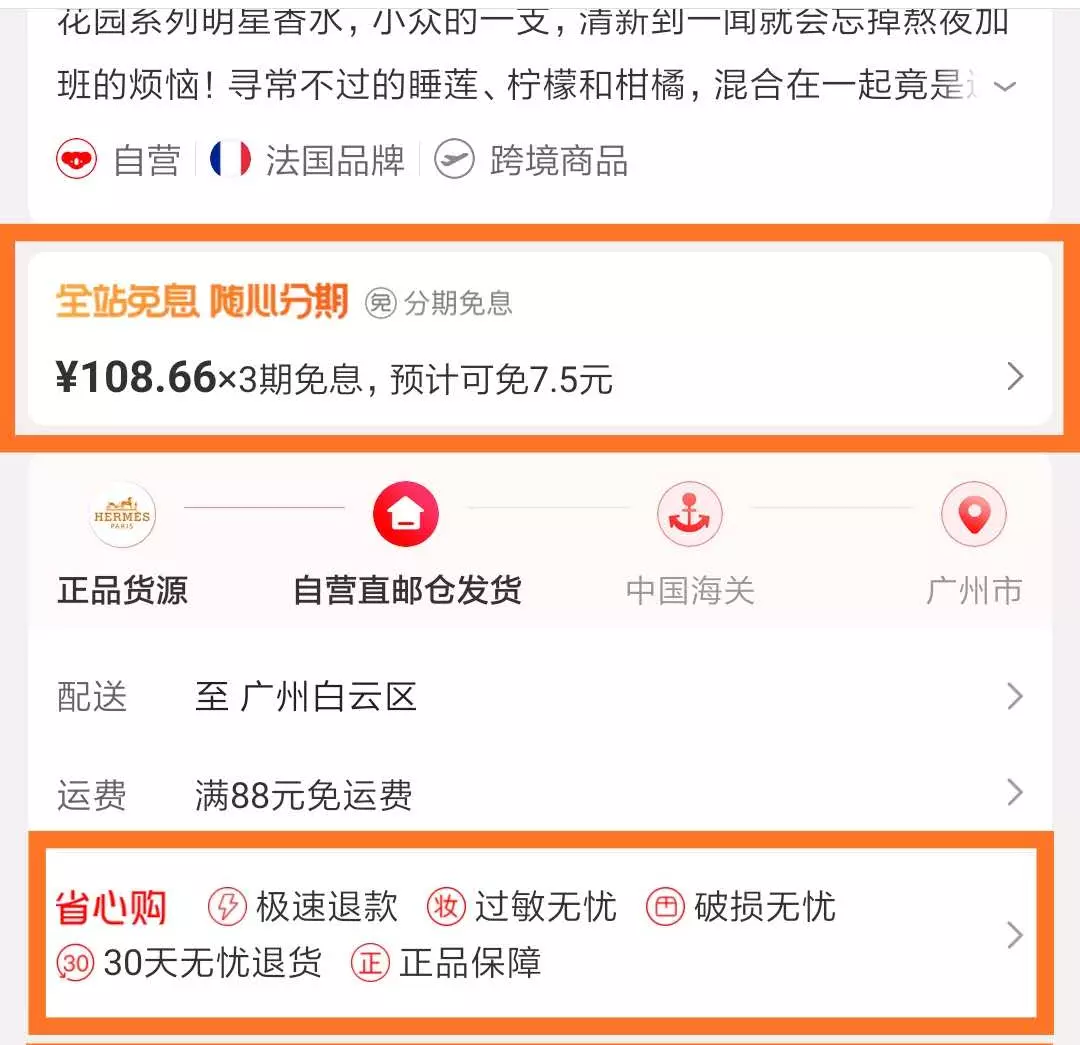 花园系列明星香水，小众的一支，清新到一闻就会忘掉熬夜加
班的烦恼！寻常不过的睡莲、柠檬和柑橘，混合在一起竟是
自营 法国品牌 跨境商品
全站免息 随心分期 免 分期免息
¥108.66×3期免息，预计可免7.5元
HERMÈS
PARIS
正品货源 自营直邮仓发货 中国海关 广州市
配送 至 广州白云区
运费 满88元免运费
省心购 极速退款 妆 过敏无忧 破损无忧
30 30天无忧退货 正 正品保障